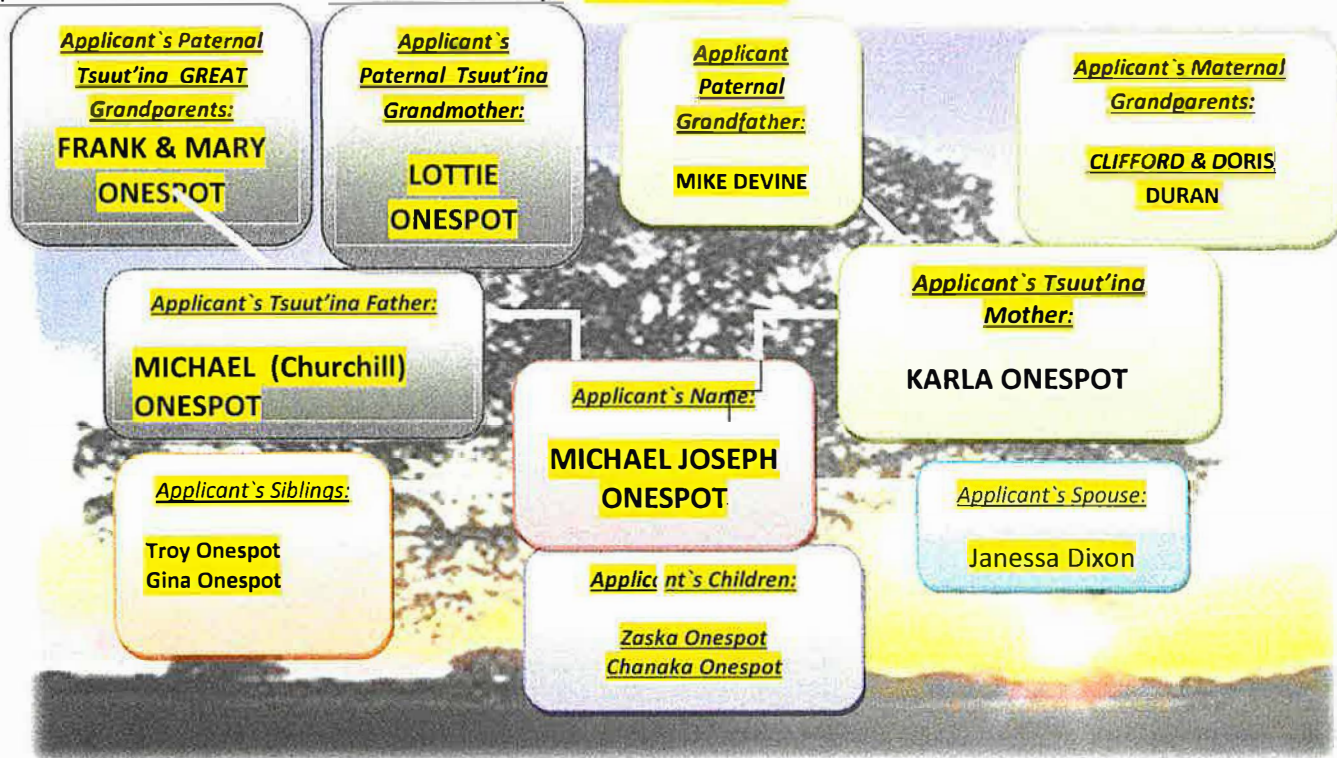 Applicant`s Paternal
Tsuut'ina GREAT
Grandparents:
FRANK & MARY
ONESPOT
Applicant`s
Paternal Tsuut'ina
Grandmother:
LOTTIE
ONESPOT
Applicant
Paternal
Grandfather:
MIKE DEVINE
Applicant`s Maternal
Grandparents:
CLIFFORD & DORIS
DURAN
Applicant`s Tsuut'ina Father:
MICHAEL (Churchill)
ONESPOT
Applicant`s Tsuut'ina
Mother:
KARLA ONESPOT
Applicant`s Name:
MICHAEL JOSEPH
ONESPOT
Applicant`s Siblings:
Troy Onespot
Gina Onespot
Applicant`s Spouse:
Janessa Dixon
Applicant`s Children:
Zaska Onespot
Chanaka Onespot